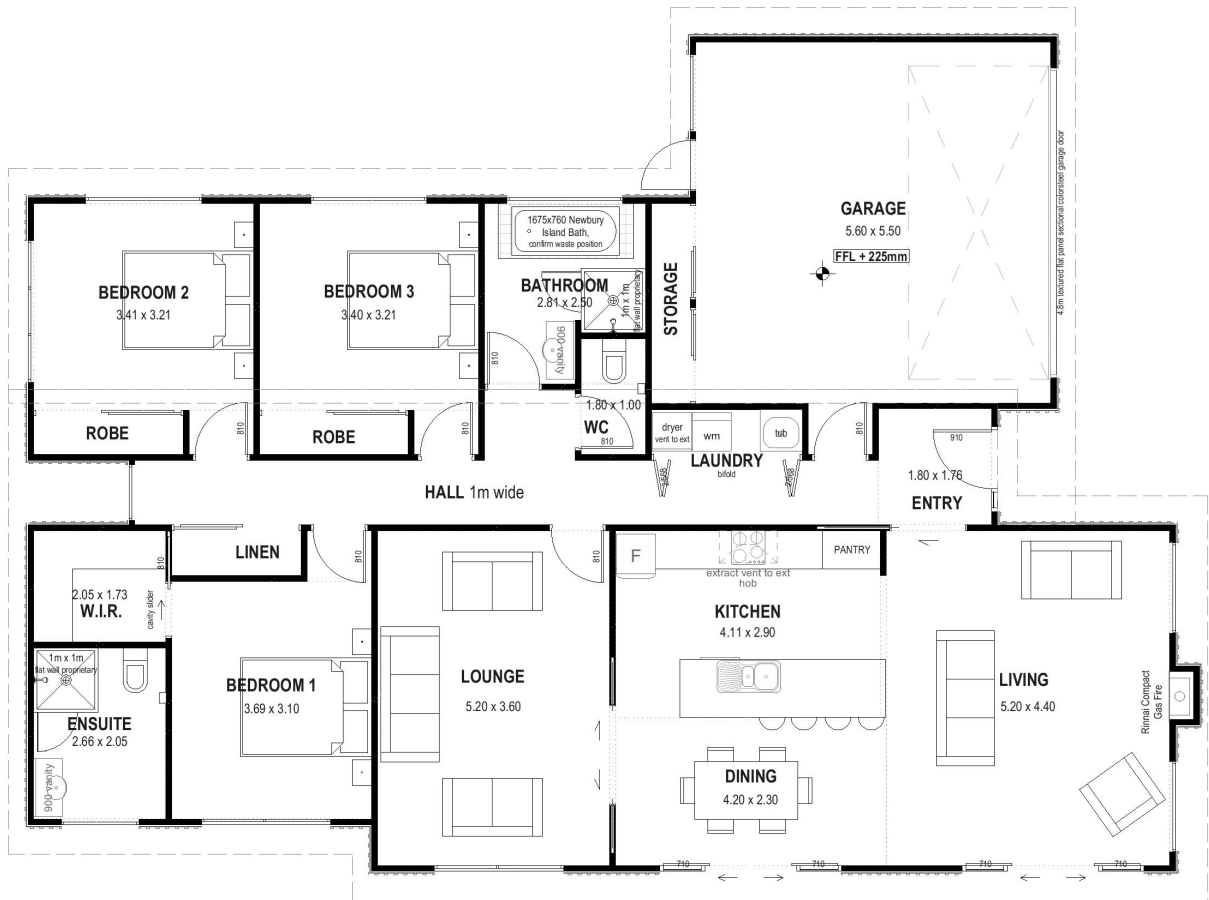 GARAGE
5.60 x 5.50
FFL + 225mm
4.8m textured flat panel sectional colorsteel garage door
1675x760 Newbury
Island Bath,
confirm waste position
BEDROOM 2
3.41 x 3.21
BEDROOM 3
3.40 x 3.21
BATHROOM
2.81 x 2.50
1m x 1m
flat wall proprietary
STORAGE
900 vanity
810
1.80 x 1.00
WC
810
ROBE
810
ROBE
810
dryer
vent to ext
wm
tub
LAUNDRY
bifold
810
910
1.80 x 1.76
ENTRY
HALL 1m wide
LINEN
810
810
810
2.05 x 1.73
W.I.R.
cavity slider
F
PANTRY
extract vent to ext
hob
KITCHEN
4.11 x 2.90
1m x 1m
flat wall proprietary
ENSUITE
2.66 x 2.05
900 vanity
BEDROOM 1
3.69 x 3.10
LOUNGE
5.20 x 3.60
LIVING
5.20 x 4.40
Rinnai Compact
Gas Fire
DINING
4.20 x 2.30
710
710
710
710